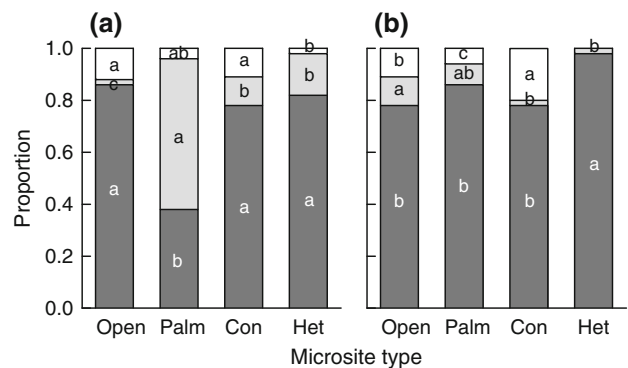 (a) (b)
Proportion
1.0
0.8
0.6
0.4
0.2
0.0
a ab a b
c a b b
a b a a
b c a b
a ab b
b b b a
Open Palm Con Het Open Palm Con Het
Microsite type